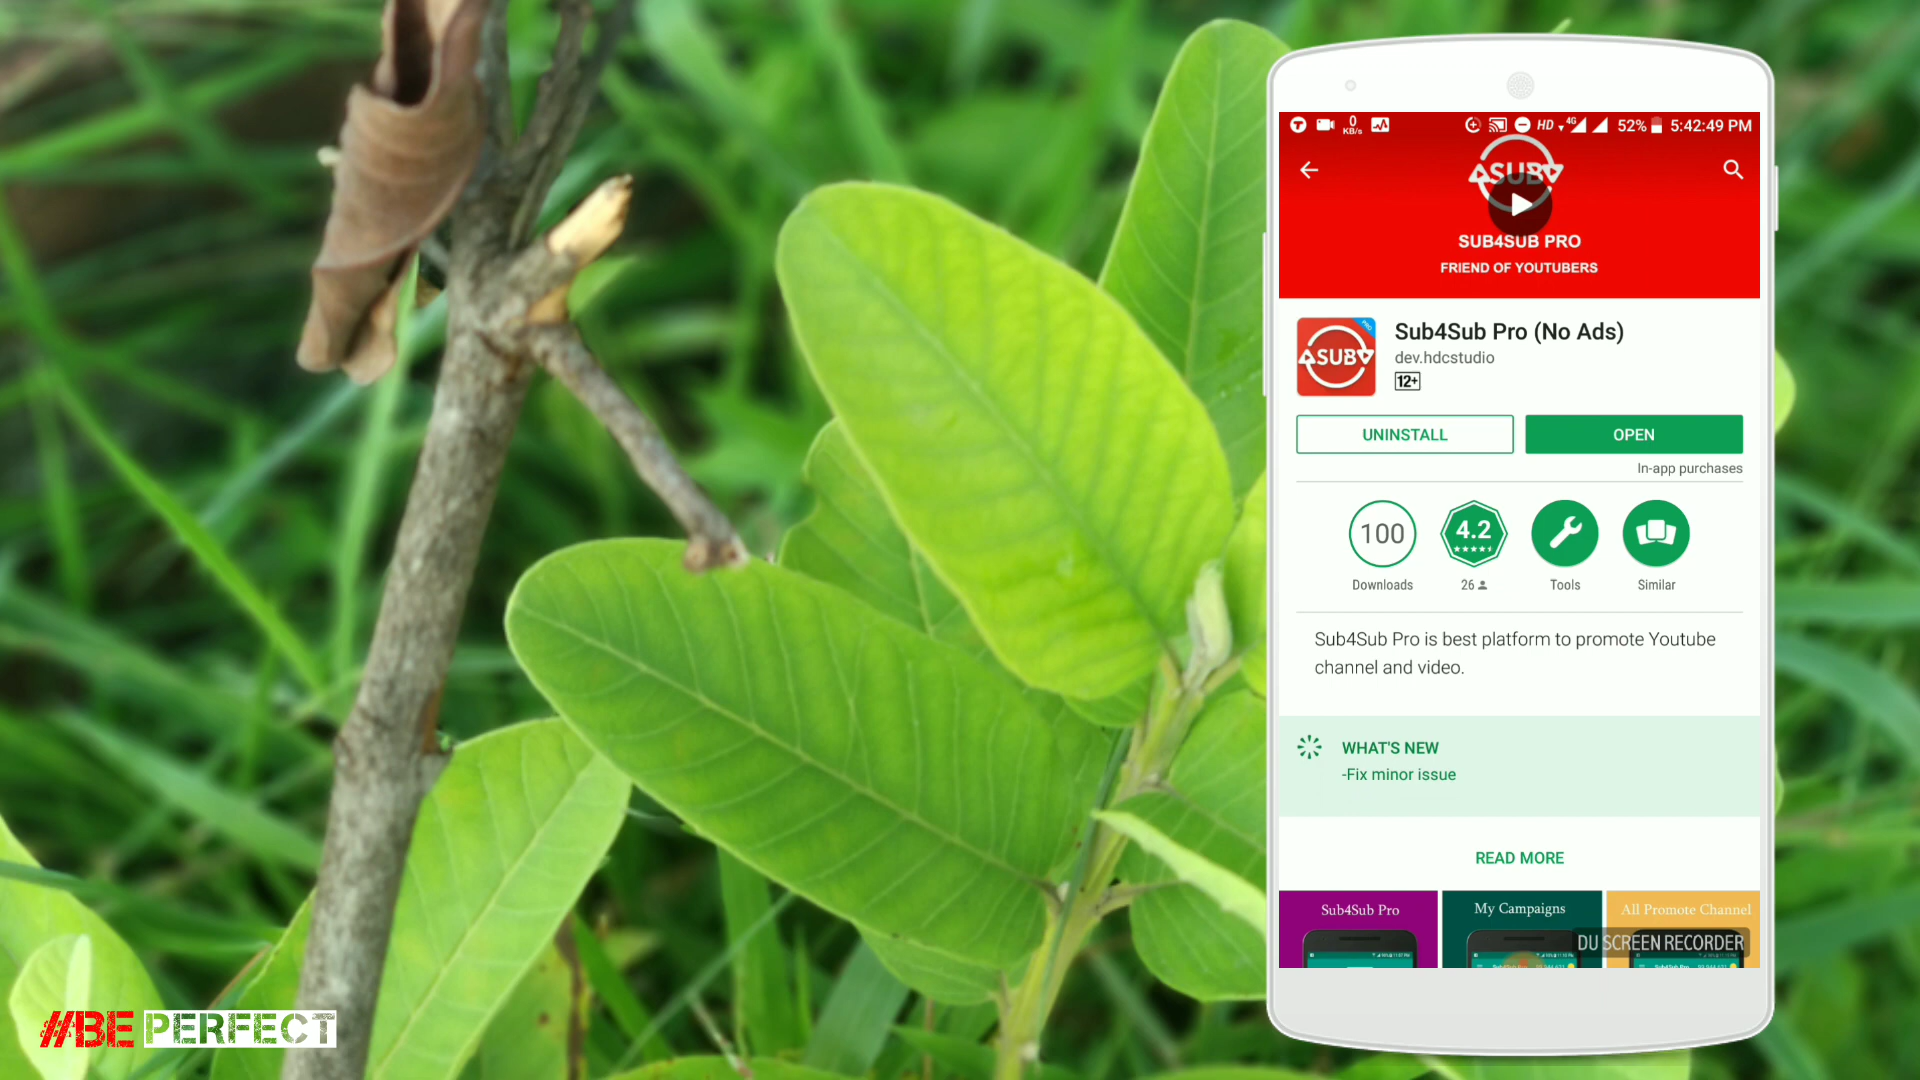 0 KB/s HD 4G 52% 5:42:49 PM
SUB
SUB4SUB PRO
FRIEND OF YOUTUBERS
PRO
SUB
Sub4Sub Pro (No Ads)
dev.hdcstudio
12+
UNINSTALL OPEN
In-app purchases
100 4.2
Downloads 26 Tools Similar
Sub4Sub Pro is best platform to promote Youtube
channel and video.
WHAT'S NEW
-Fix minor issue
READ MORE
Sub4Sub Pro My Campaigns All Promote Channel
DU SCREEN RECORDER
//BE PERFECT